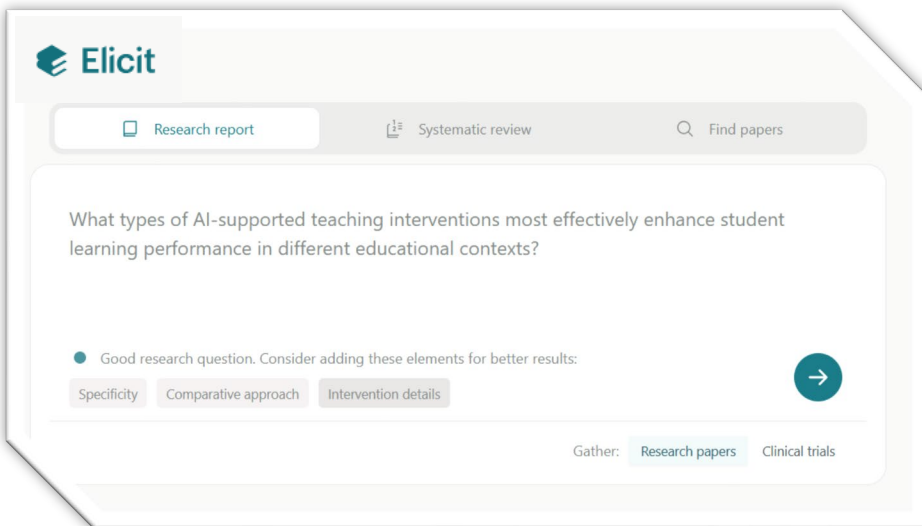 Elicit
Research report
Systematic review
Find papers
What types of AI-supported teaching interventions most effectively enhance student
learning performance in different educational contexts?
Good research question. Consider adding these elements for better results:
Specificity
Comparative approach
Intervention details
Gather:
Research papers
Clinical trials